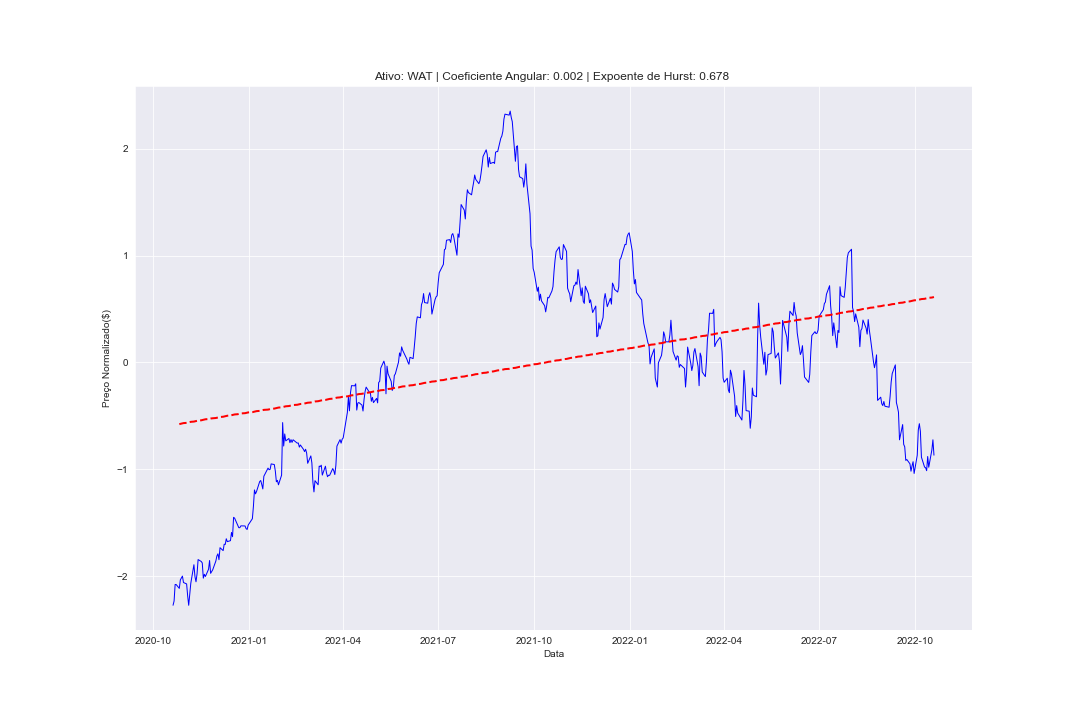 Ativo: WAT | Coeficiente Angular: 0.002 | Expoente de Hurst: 0.678
Preço Normalizado($)
2
1
0
−1
−2
2020-10 2021-01 2021-04 2021-07 2021-10 2022-01 2022-04 2022-07 2022-10
Data